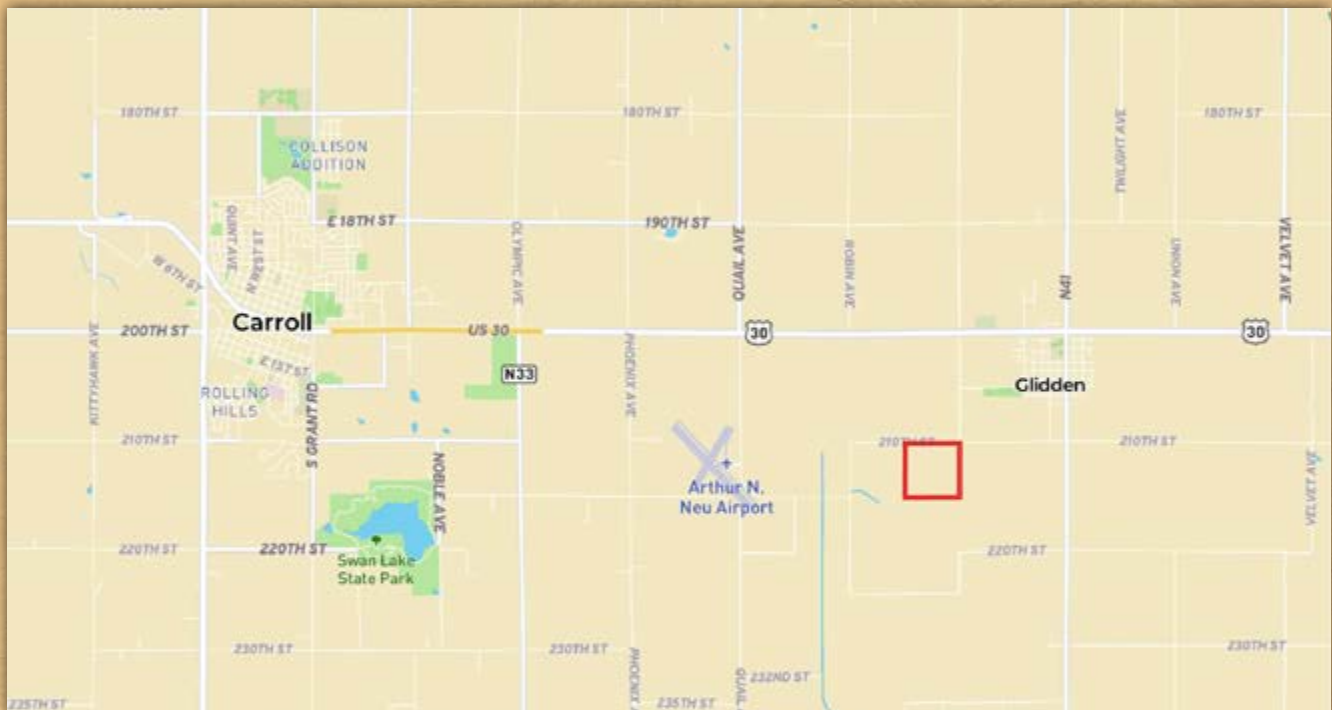 180TH ST
180TH ST
180TH ST
COLLISON
ADDITION
TWILIGHT AVE
QUINT AVE
N WEST ST
E 18TH ST
OLYMPIC AVE
190TH ST
QUAIL AVE
ROBIN AVE
N41
UNION AVE
VELVET AVE
W 6TH ST
KITTYHAWK AVE
200TH ST
Carroll
US 30
30
30
PHOENIX AVE
N33
Glidden
ROLLING
HILLS
S GRANT RD
210TH ST
210TH ST
210TH ST
NOBLE AVE
Arthur N.
Neu Airport
VELVET AVE
220TH ST
220TH ST
220TH ST
Swan Lake
State Park
230TH ST
230TH ST
230TH ST
PHOENIX
QUAIL
232ND ST
235TH ST
235TH ST